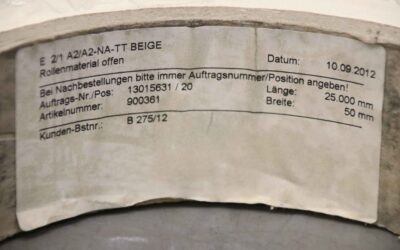 E 2/1 A2/A2-NA-TT BEIGE
Rollenmaterial offen
Datum: 10.09.2012
Bei Nachbestellungen bitte immer Auftragsnummer/Position angeben!
Auftrags-Nr./Pos: 13015631 / 20 Länge: 25.000 mm
Artikelnummer: 900361 Breite: 50 mm
Kunden-Bstnr.: B 275/12